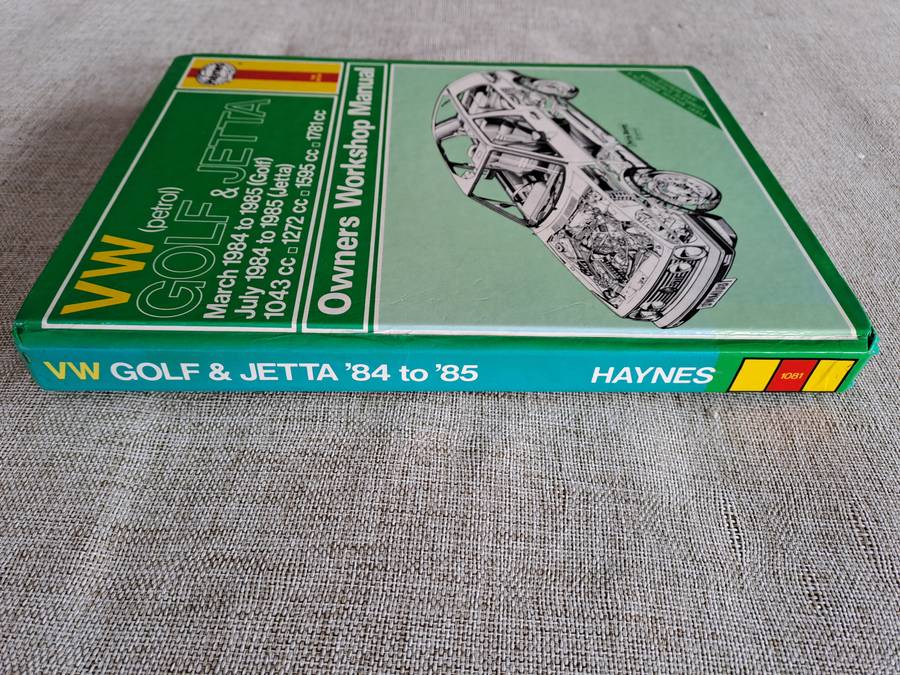 VW (petrol)
GOLF & JETTA
March 1984 to 1985 (Golf)
July 1984 to 1985 (Jetta)
1043 cc □ 1272 cc □ 1595 cc □ 1781 cc
Owners Workshop Manual
VW GOLF & JETTA '84 to '85 HAYNES 1081